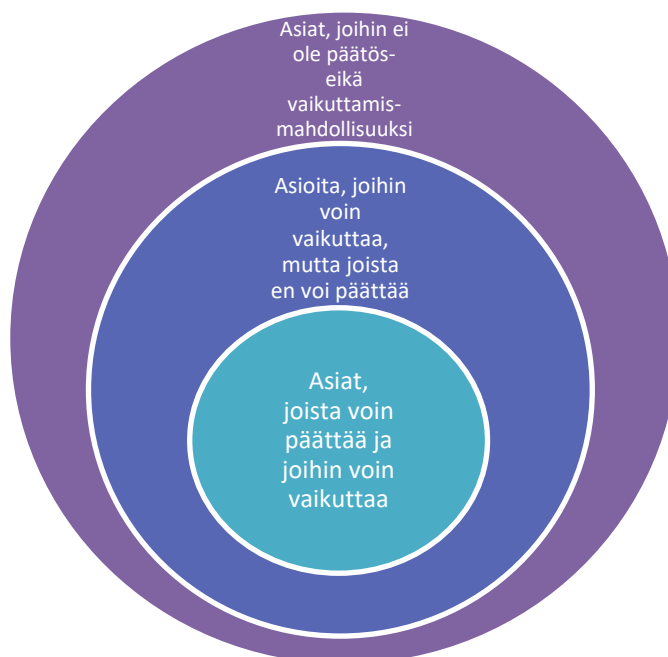 Asiat, joihin ei
ole päätös-
eikä
vaikuttamis-
mahdollisuuksi
Asioita, joihin
voin
vaikuttaa,
mutta joista
en voi päättää
Asiat,
joista voin
päättää ja
joihin voin
vaikuttaa